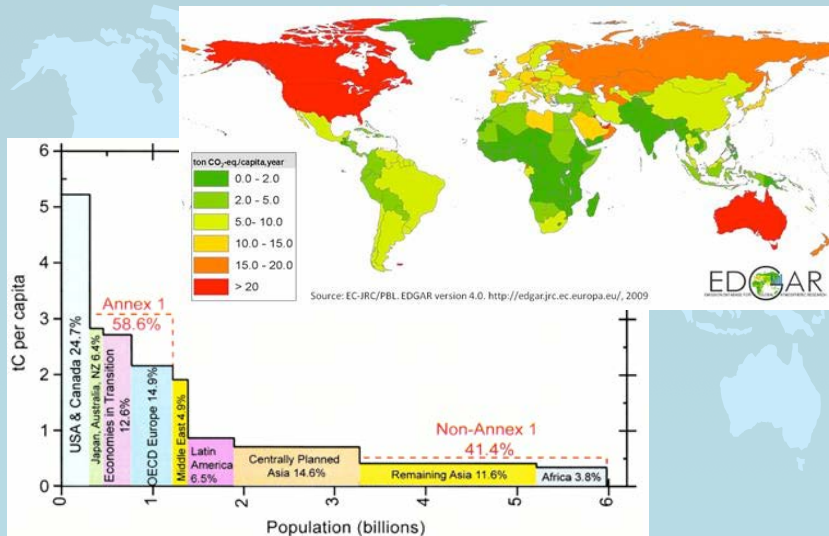 ton CO₂-eq./capita,year
0.0 - 2.0
2.0 - 5.0
5.0- 10.0
10.0 - 15.0
15.0 - 20.0
> 20
Source: EC-JRC/PBL. EDGAR version 4.0. http://edgar.jrc.ec.europa.eu/, 2009
EDGAR
tC per capita
6
5
4
3
2
1
0
Annex 1
58.6%
USA & Canada 24.7%
Japan, Australia, NZ 6.4%
Economies in Transition
12.6%
OECD Europe 14.9%
Middle East 4.9%
Latin
America
6.5%
Centrally Planned
Asia 14.6%
Non-Annex 1
41.4%
Remaining Asia 11.6%
Africa 3.8%
0
1
2
3
4
5
6
Population (billions)